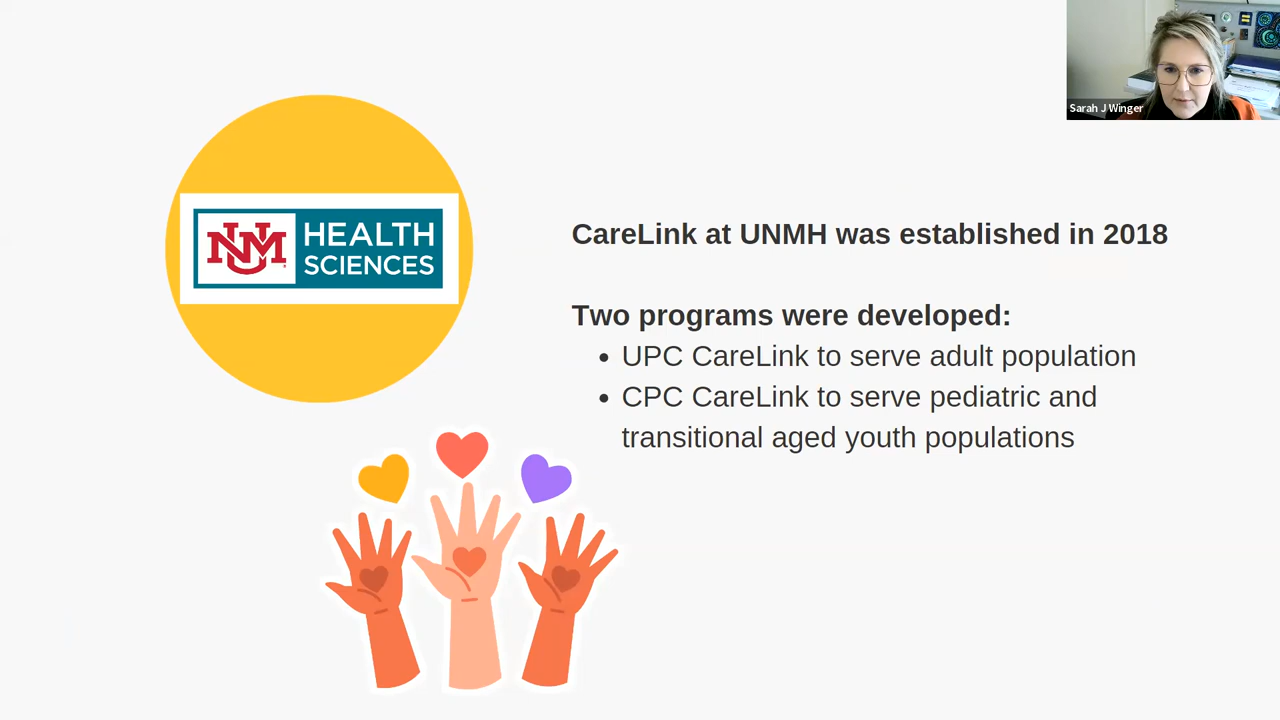 Sarah J Winger
UNM
HEALTH
SCIENCES
CareLink at UNMH was established in 2018
Two programs were developed:
• UPC CareLink to serve adult population
• CPC CareLink to serve pediatric and
transitional aged youth populations